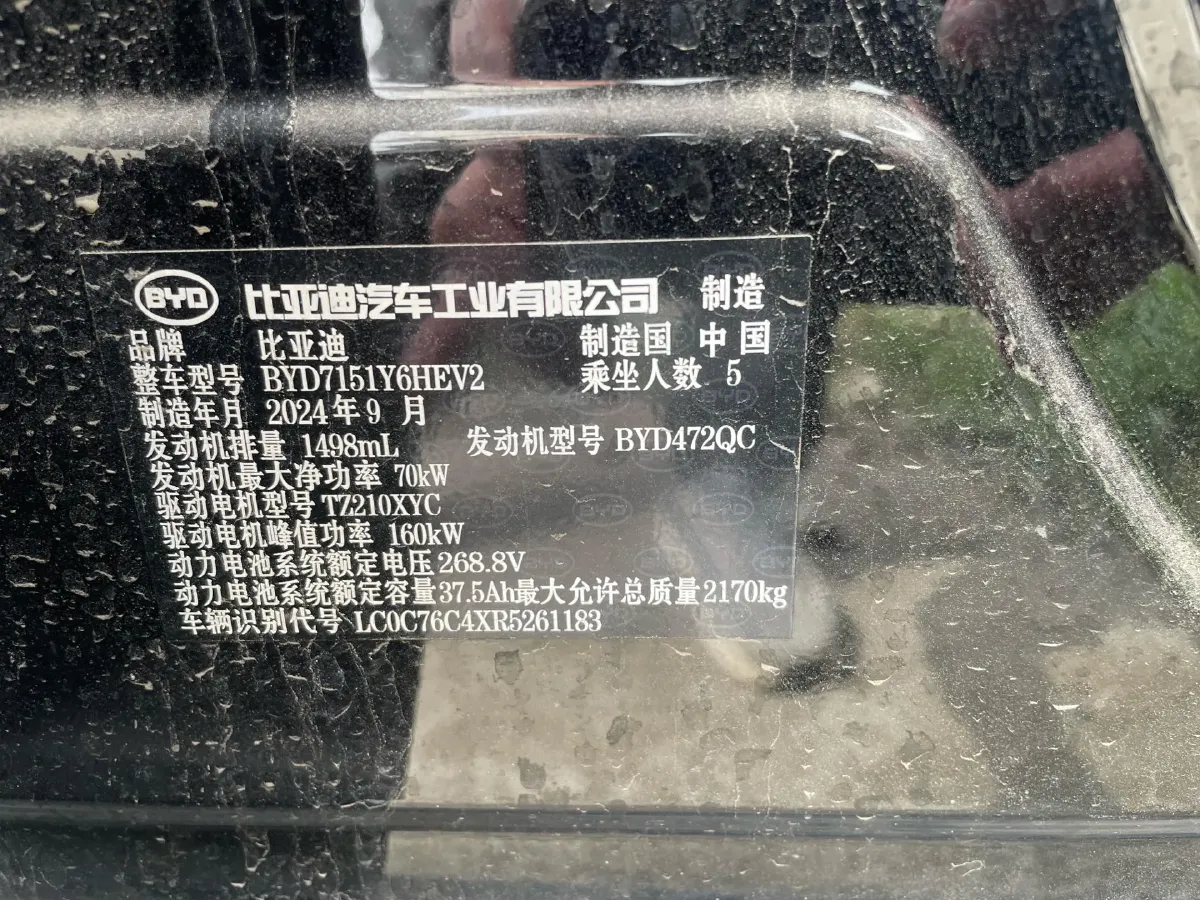 BYD 比亚迪汽车工业有限公司 制造
品牌 比亚迪 制造国 中国
整车型号 BYD7151Y6HEV2 乘坐人数 5
制造年月 2024年9月
发动机排量 1498mL 发动机型号 BYD472QC
发动机最大净功率 70kW
驱动电机型号 TZ210XYC
驱动电机峰值功率 160kW
动力电池系统额定电压 268.8V
动力电池系统额定容量 37.5Ah 最大允许总质量 2170kg
车辆识别代号 LC0C76C4XR5261183